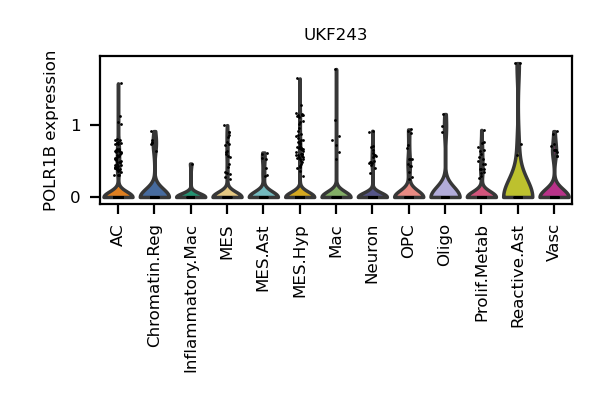 UKF243
POLR1B expression
1
0
AC
Chromatin.Reg
Inflammatory.Mac
MES
MES.Ast
MES.Hyp
Mac
Neuron
OPC
Oligo
Prolif.Metab
Reactive.Ast
Vasc